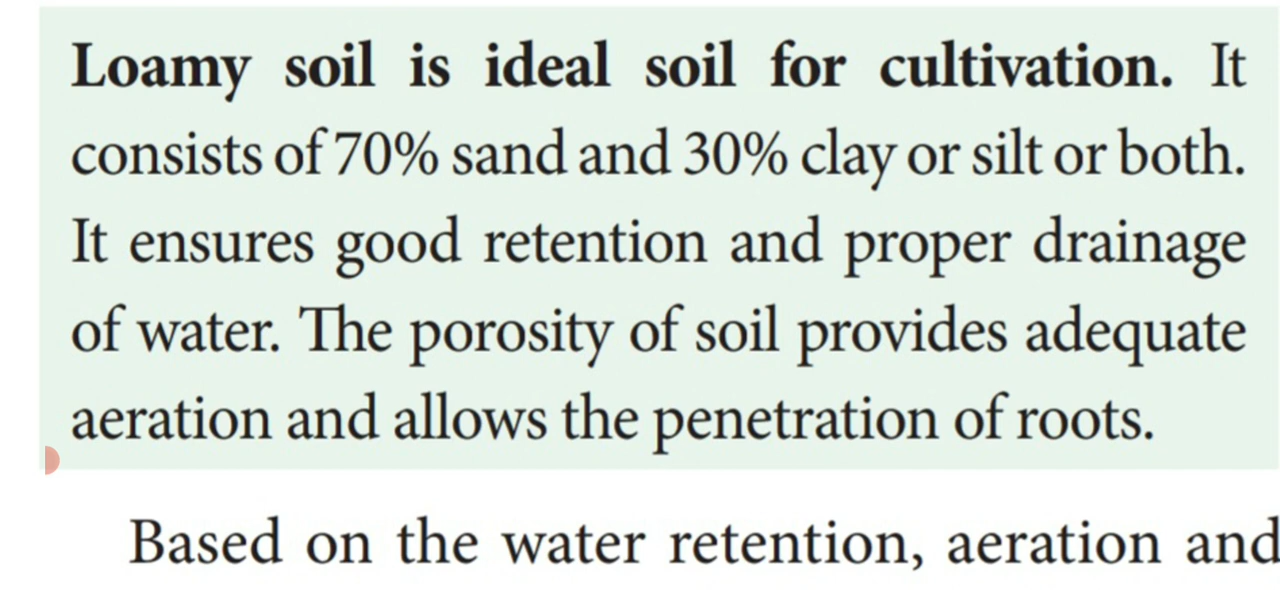 Loamy soil is ideal soil for cultivation. It
consists of 70% sand and 30% clay or silt or both.
It ensures good retention and proper drainage
of water. The porosity of soil provides adequate
aeration and allows the penetration of roots.
Based on the water retention, aeration and